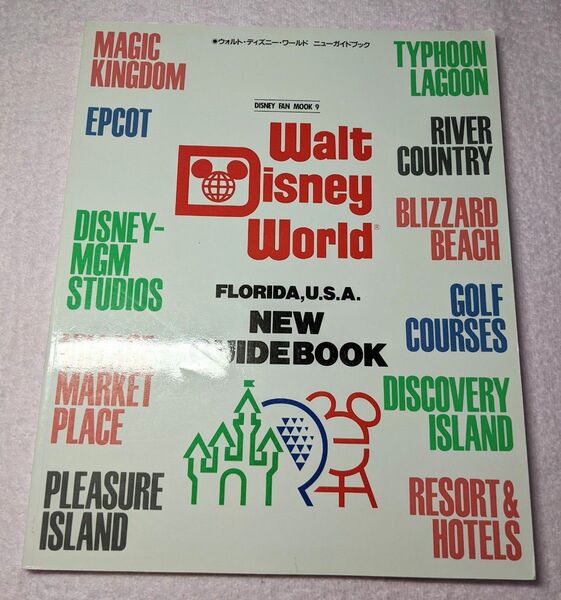 ●ウォルト・ディズニー・ワールド ニューガイドブック
MAGIC
KINGDOM
EPCOT
DISNEY-
MGM
STUDIOS
MARKET
PLACE
PLEASURE
ISLAND
DISNEY FAN MOOK 9
Walt
Disney
World®
FLORIDA, U.S.A.
NEW
GUIDEBOOK
TYPHOON
LAGOON
RIVER
COUNTRY
BLIZZARD
BEACH
GOLF
COURSES
DISCOVERY
ISLAND
RESORT &
HOTELS